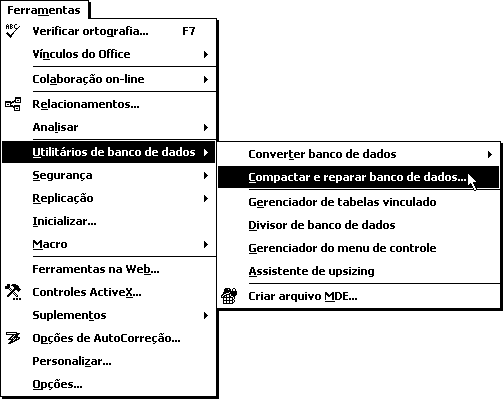 Ferramentas
Verificar ortografia... F7
Vínculos do Office
Colaboração on-line
Relacionamentos...
Analisar
Utilitários de banco de dados
Segurança
Replicação
Inicializar...
Macro
Ferramentas na Web...
Controles ActiveX...
Suplementos
Opções de AutoCorreção...
Personalizar...
Opções...
Converter banco de dados
Compactar e reparar banco de dados...
Gerenciador de tabelas vinculado
Divisor de banco de dados
Gerenciador do menu de controle
Assistente de upsizing
Criar arquivo MDE...